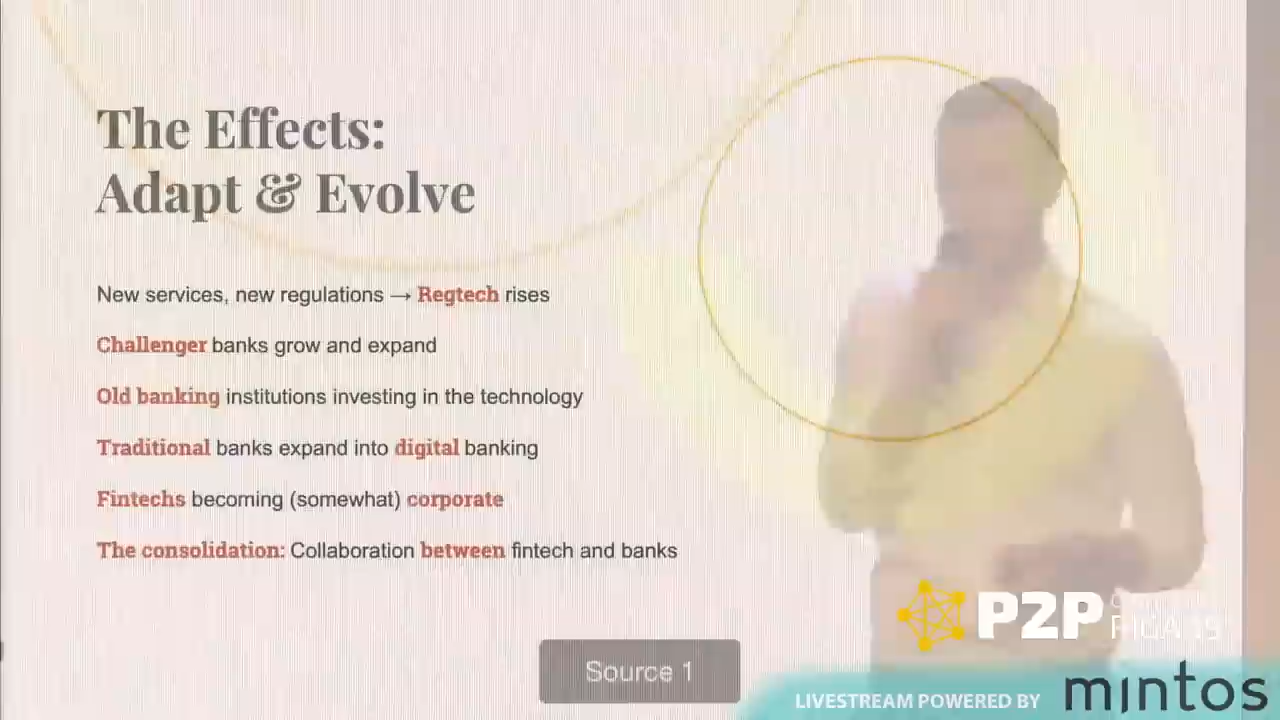 The Effects:
Adapt & Evolve
New services, new regulations → Regtech rises
Challenger banks grow and expand
Old banking institutions investing in the technology
Traditional banks expand into digital banking
Fintechs becoming (somewhat) corporate
The consolidation: Collaboration between fintech and banks
P2P
RIGA 19
Source 1
LIVESTREAM POWERED BY mintos